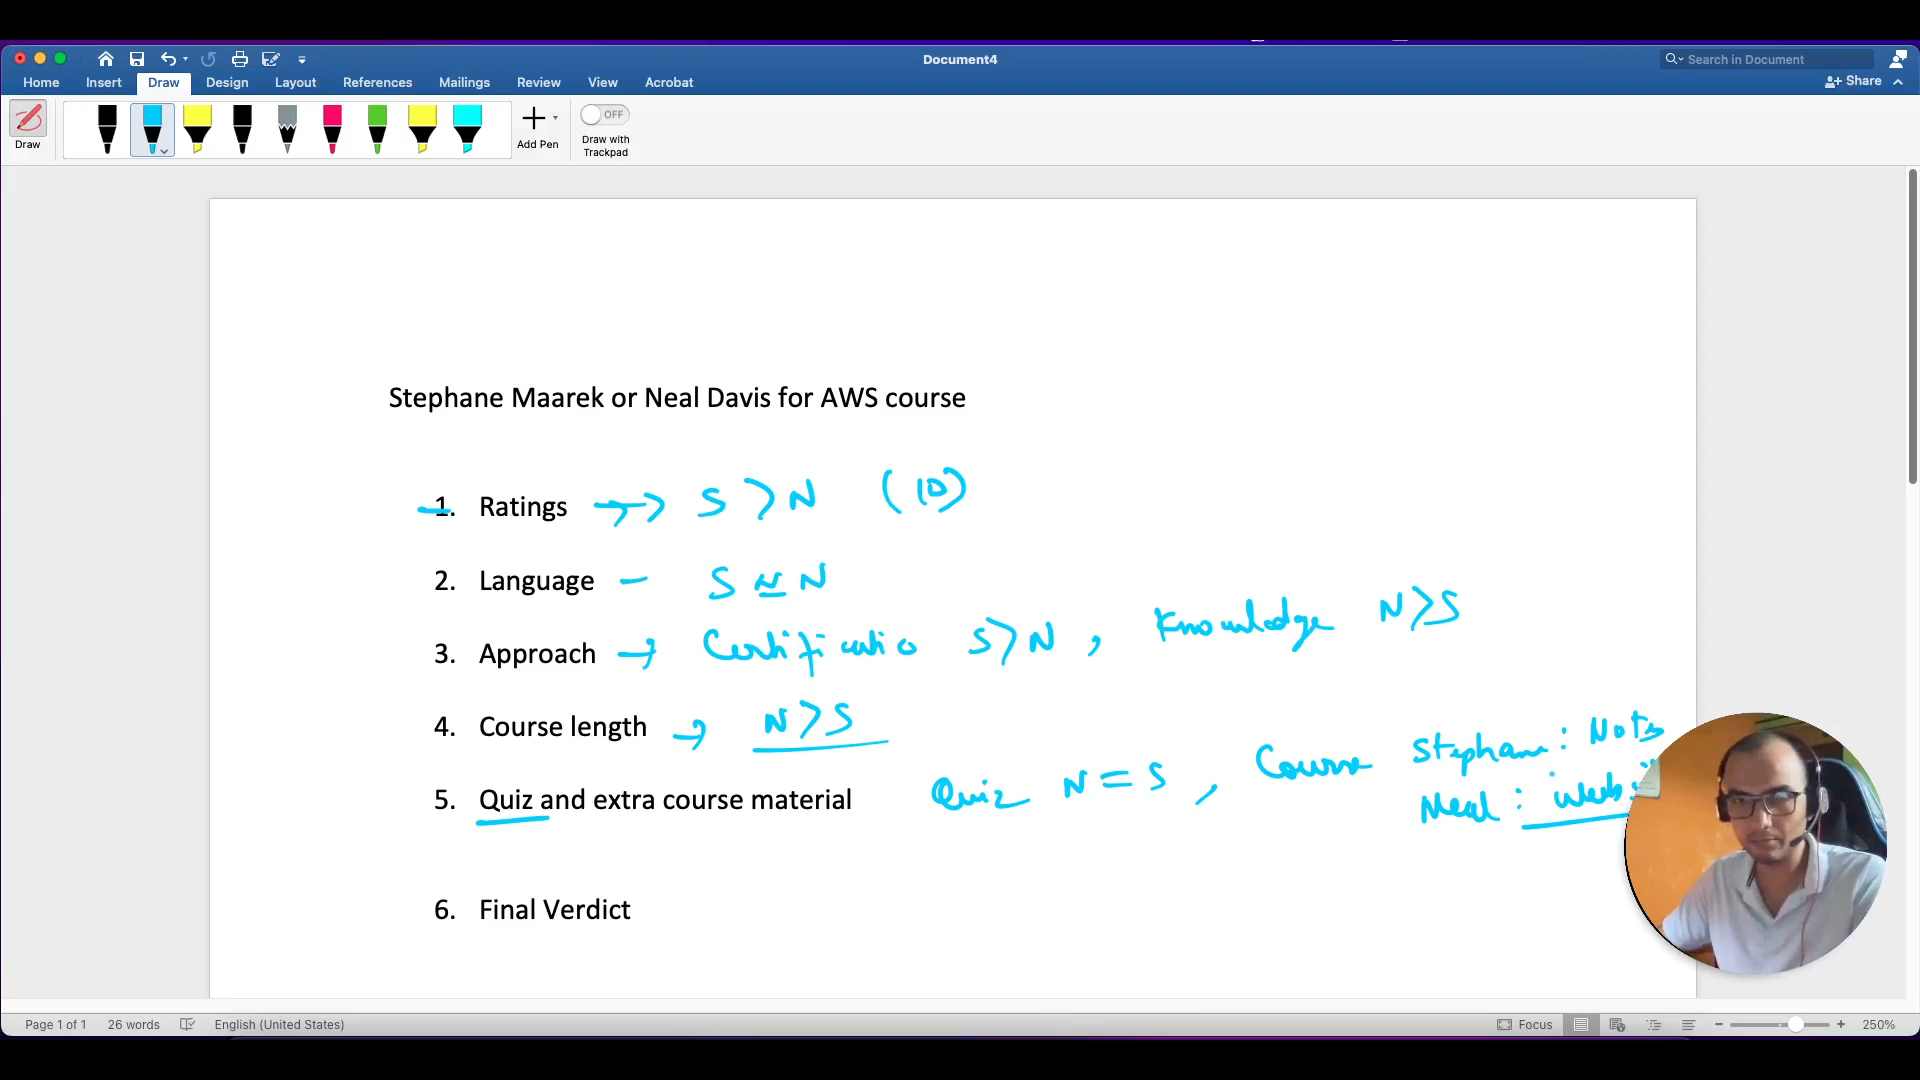 Document4
Search in Document
Home Insert Draw Design Layout References Mailings Review View Acrobat
Share
Draw
Add Pen
OFF
Draw with
Trackpad
Stephane Maarek or Neal Davis for AWS course
1. Ratings →> S > N (10)
2. Language – S ≅ N
3. Approach → Certificatio S>N , Knowledge N>S
4. Course length → N>S
5. Quiz and extra course material Quiz N = S , Course Stephane : Notes
Neal :
6. Final Verdict
Page 1 of 1 26 words English (United States) Focus 250%